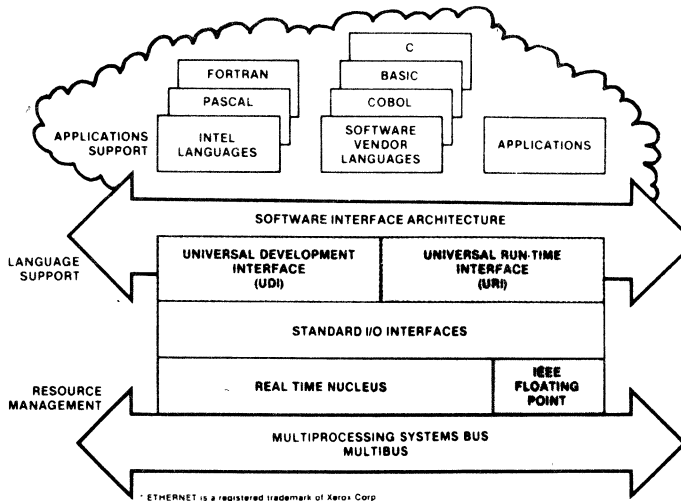 C
FORTRAN
BASIC
PASCAL
COBOL
APPLICATIONS
SUPPORT
INTEL
LANGUAGES
SOFTWARE
VENDOR
LANGUAGES
APPLICATIONS
SOFTWARE INTERFACE ARCHITECTURE
LANGUAGE
SUPPORT
UNIVERSAL DEVELOPMENT
INTERFACE
(UDI)
UNIVERSAL RUN-TIME
INTERFACE
(URI)
STANDARD I/O INTERFACES
RESOURCE
MANAGEMENT
REAL TIME NUCLEUS
IEEE
FLOATING
POINT
MULTIPROCESSING SYSTEMS BUS
MULTIBUS
* ETHERNET is a registered trademark of Xerox Corp